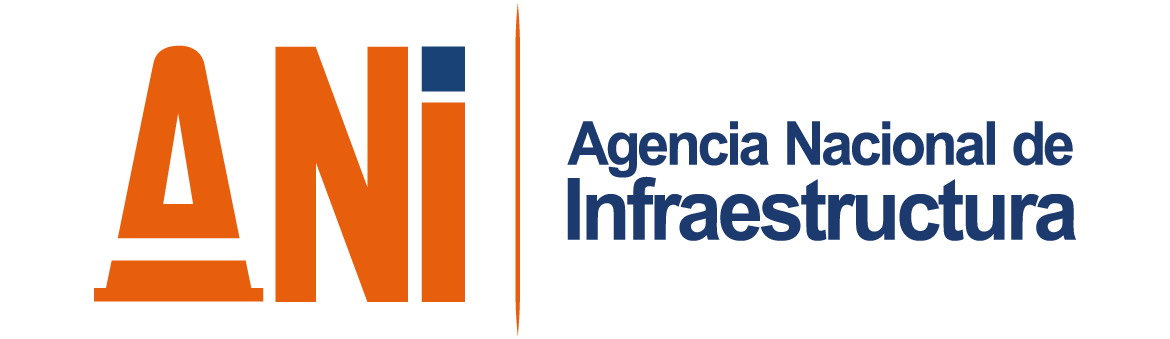 ANi
Agencia Nacional de
Infraestructura